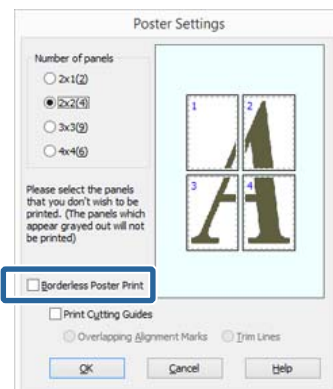 Poster Settings
Number of panels
2x1(2)
2x2(4)
3x3(9)
4x4(6)
Please select the panels
that you don't wish to be
printed. (The panels which
appear grayed out will not
be printed)
1 2
3 4
A
Borderless Poster Print
Print Cutting Guides
Overlapping Alignment Marks Trim Lines
OK Cancel Help